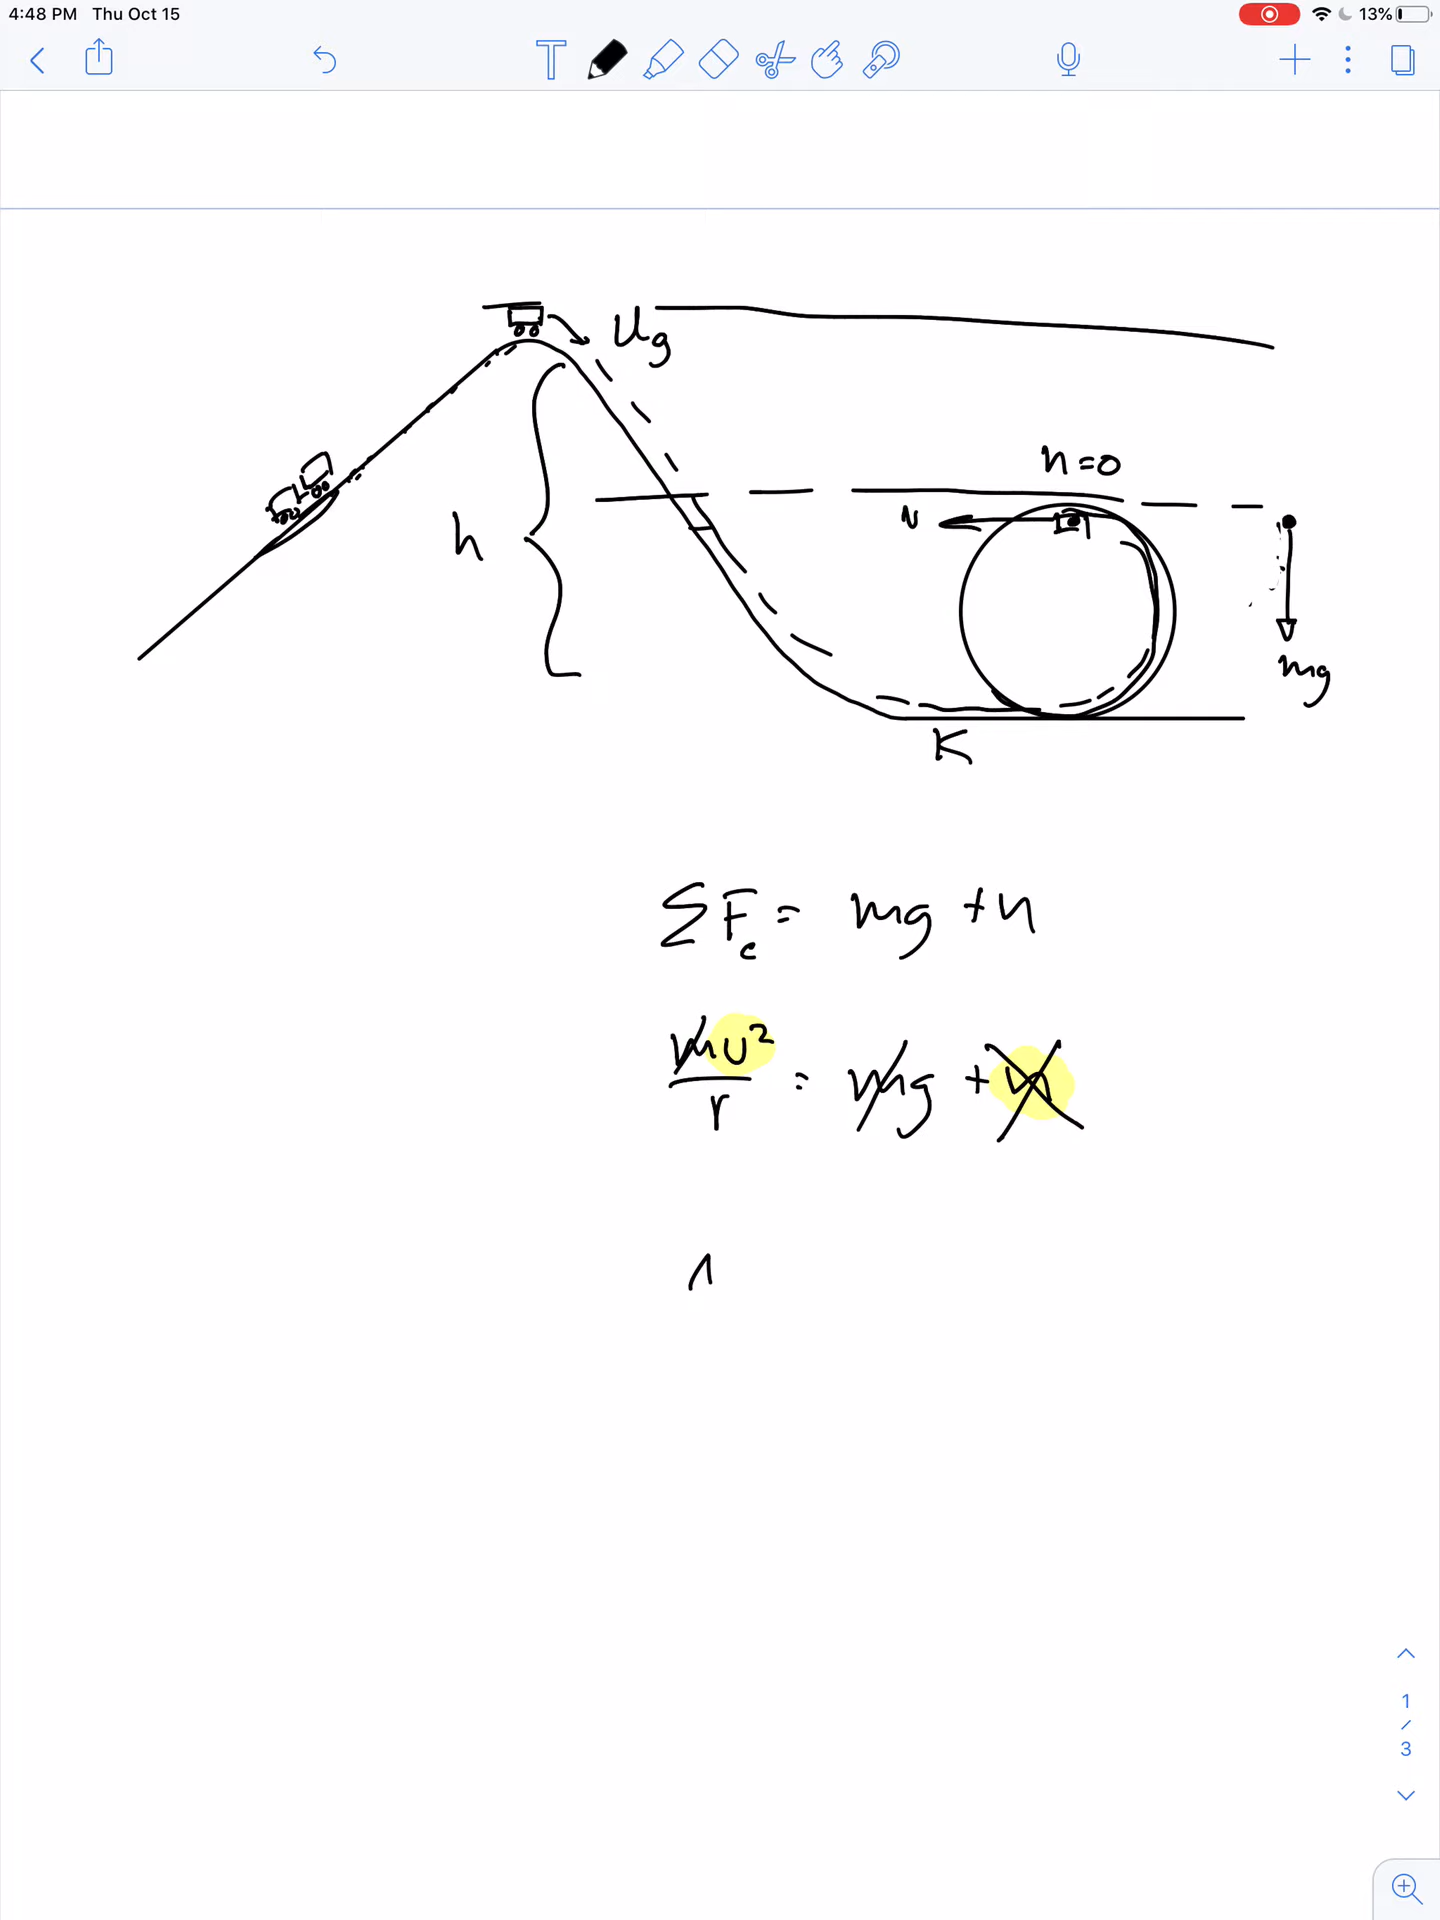 4:48 PM Thu Oct 15 13%
T
Ug
n=0
N
h
mg
K
ΣFc = mg + n
mv²/r = mg + n
1
/
3